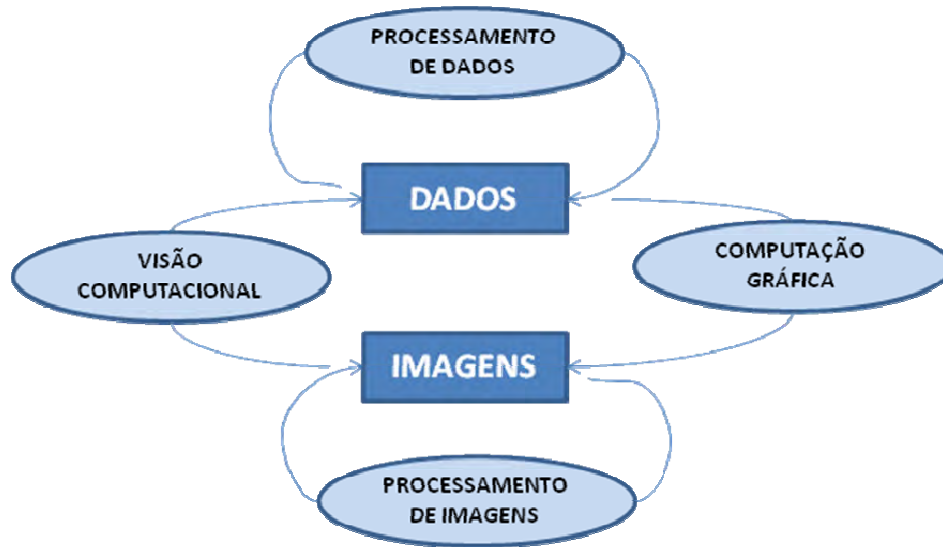 PROCESSAMENTO
DE DADOS
DADOS
VISÃO
COMPUTACIONAL
COMPUTAÇÃO
GRÁFICA
IMAGENS
PROCESSAMENTO
DE IMAGENS